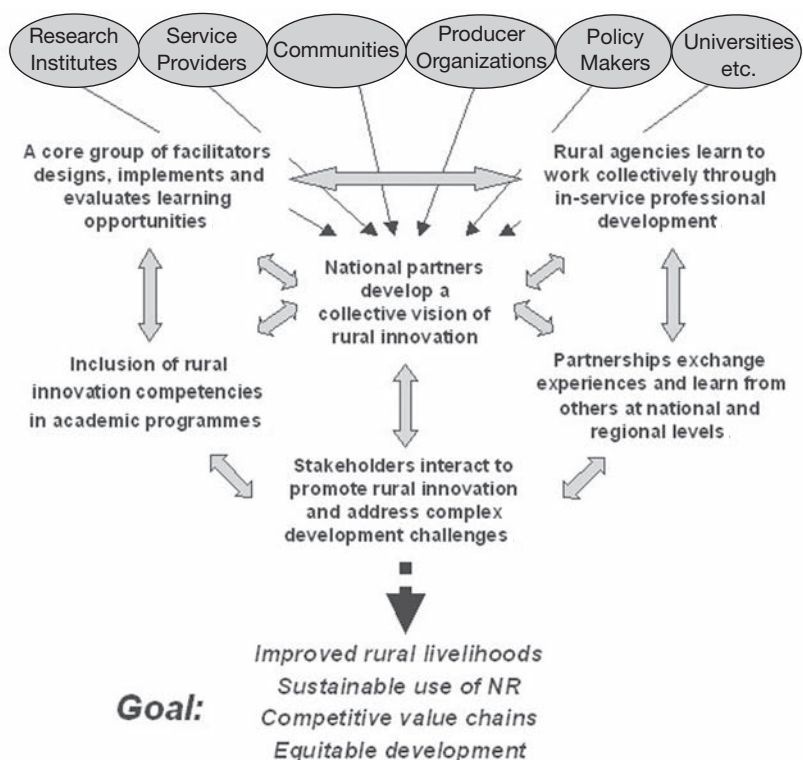 Research
Institutes
Service
Providers
Communities
Producer
Organizations
Policy
Makers
Universities
etc.
A core group of facilitators
designs, implements and
evaluates learning
opportunities
Rural agencies learn to
work collectively through
in-service professional
development
National partners
develop a
collective vision of
rural innovation
Inclusion of rural
innovation competencies
in academic programmes
Partnerships exchange
experiences and learn from
others at national and
regional levels
Stakeholders interact to
promote rural innovation
and address complex
development challenges
Goal:
Improved rural livelihoods
Sustainable use of NR
Competitive value chains
Equitable development